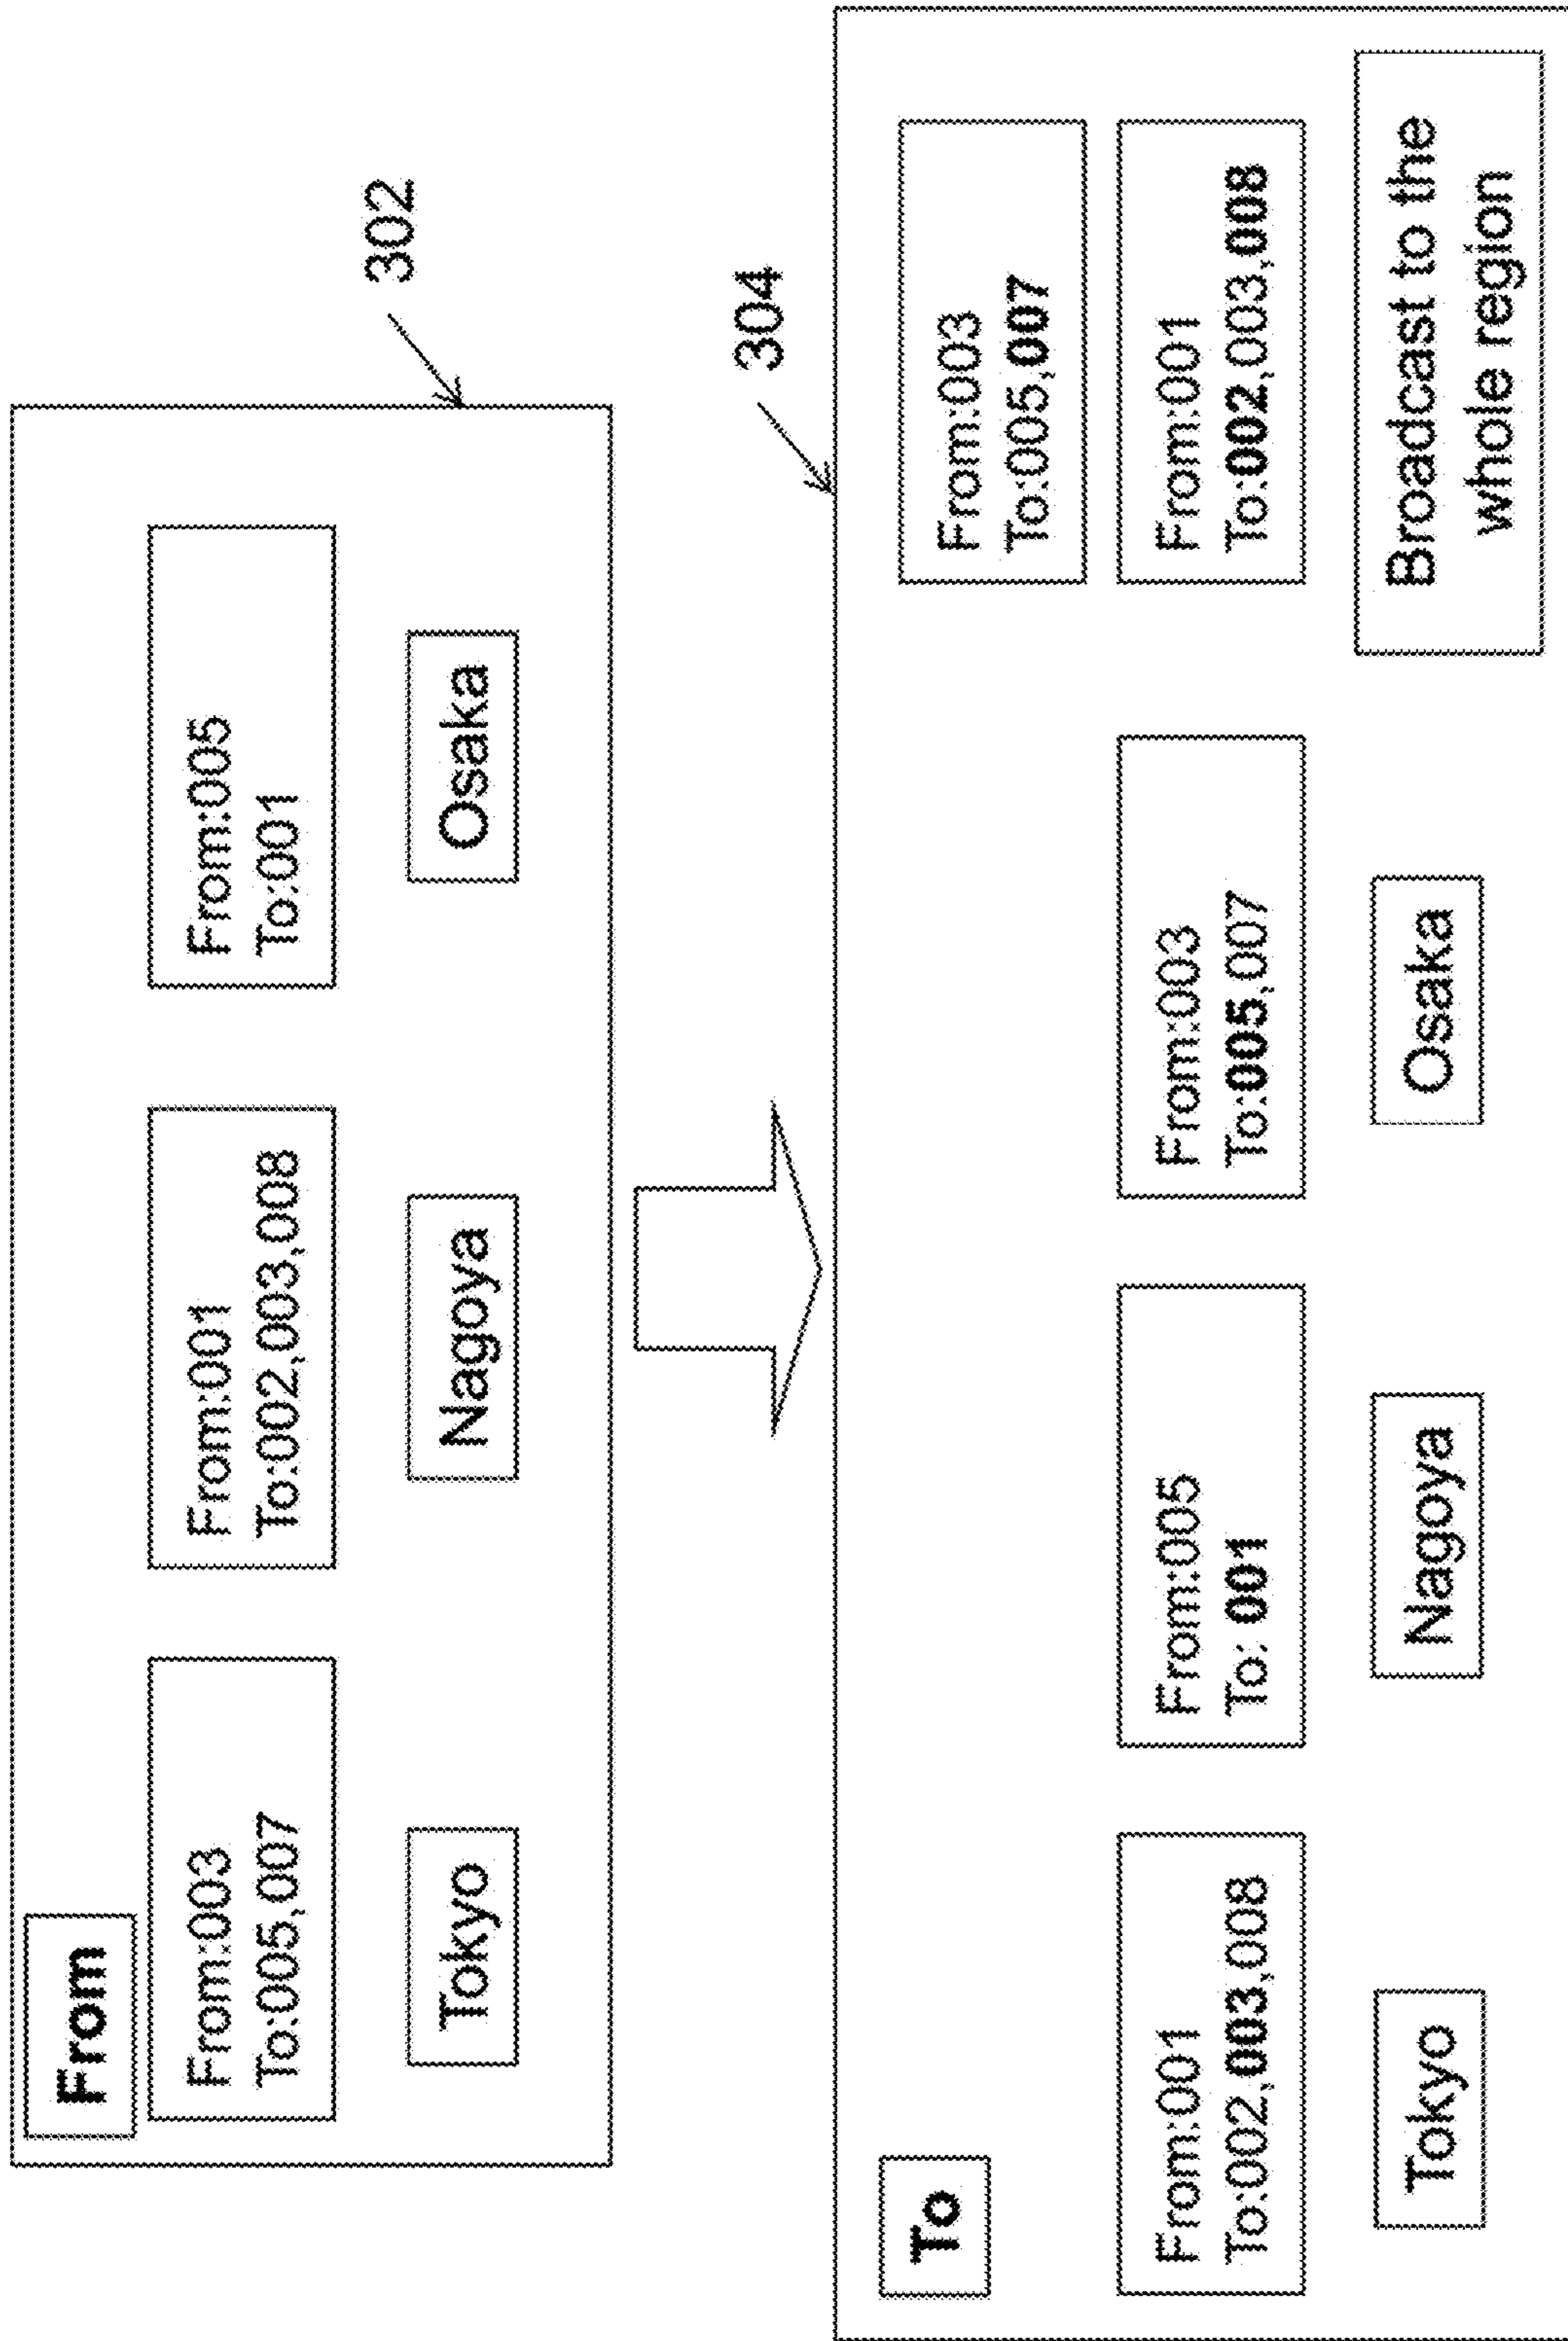 From
From:003
To:005,007
Tokyo
From:001
To:002,003,008
Nagoya
From:005
To:001
Osaka
302
304
To
From:001
To:002,003,008
Tokyo
From:005
To: 001
Nagoya
From:003
To:005,007
Osaka
From:003
To:005,007
From:001
To:002,003,008
Broadcast to the
whole region